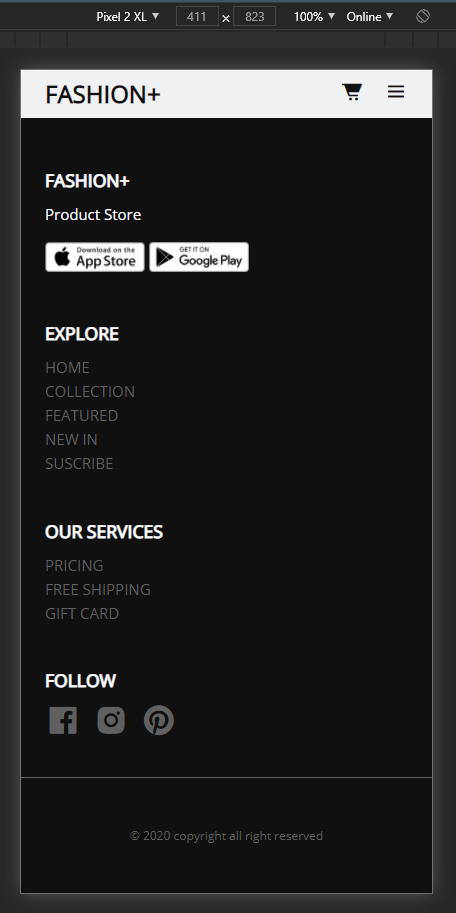 Pixel 2 XL ▼ 411 × 823 100% ▼ Online ▼
FASHION+
FASHION+
Product Store
Download on the App Store
GET IT ON Google Play
EXPLORE
HOME
COLLECTION
FEATURED
NEW IN
SUSCRIBE
OUR SERVICES
PRICING
FREE SHIPPING
GIFT CARD
FOLLOW
© 2020 copyright all right reserved